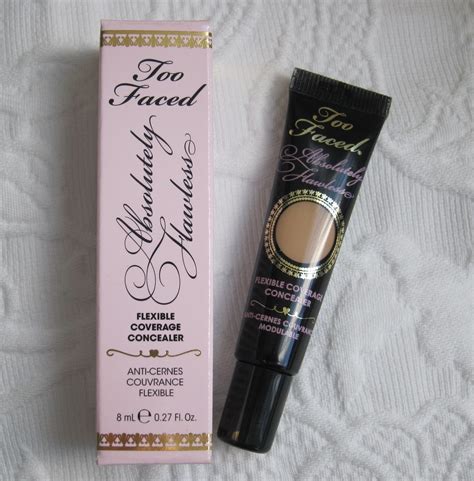 Too
Faced
Absolutely
Flawless
FLEXIBLE
COVERAGE
CONCEALER
ANTI-CERNES
COUVRANCE
FLEXIBLE
8 mL e 0.27 Fl. Oz.
Too
Faced
Absolutely
Flawless
FLEXIBLE COVERAGE
CONCEALER
ANTI-CERNES COUVRANCE
MODULABLE